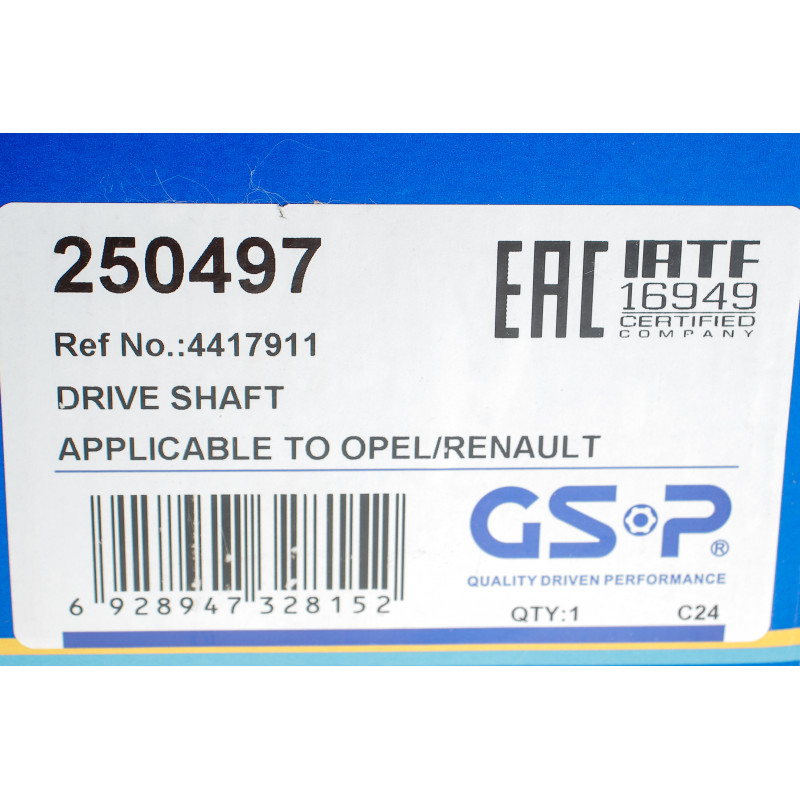 250497
EAC
IATF
16949
CERTIFIED
COMPANY
Ref No.:4417911
DRIVE SHAFT
APPLICABLE TO OPEL/RENAULT
6 928947 328152
GS·P®
QUALITY DRIVEN PERFORMANCE
QTY:1
C24